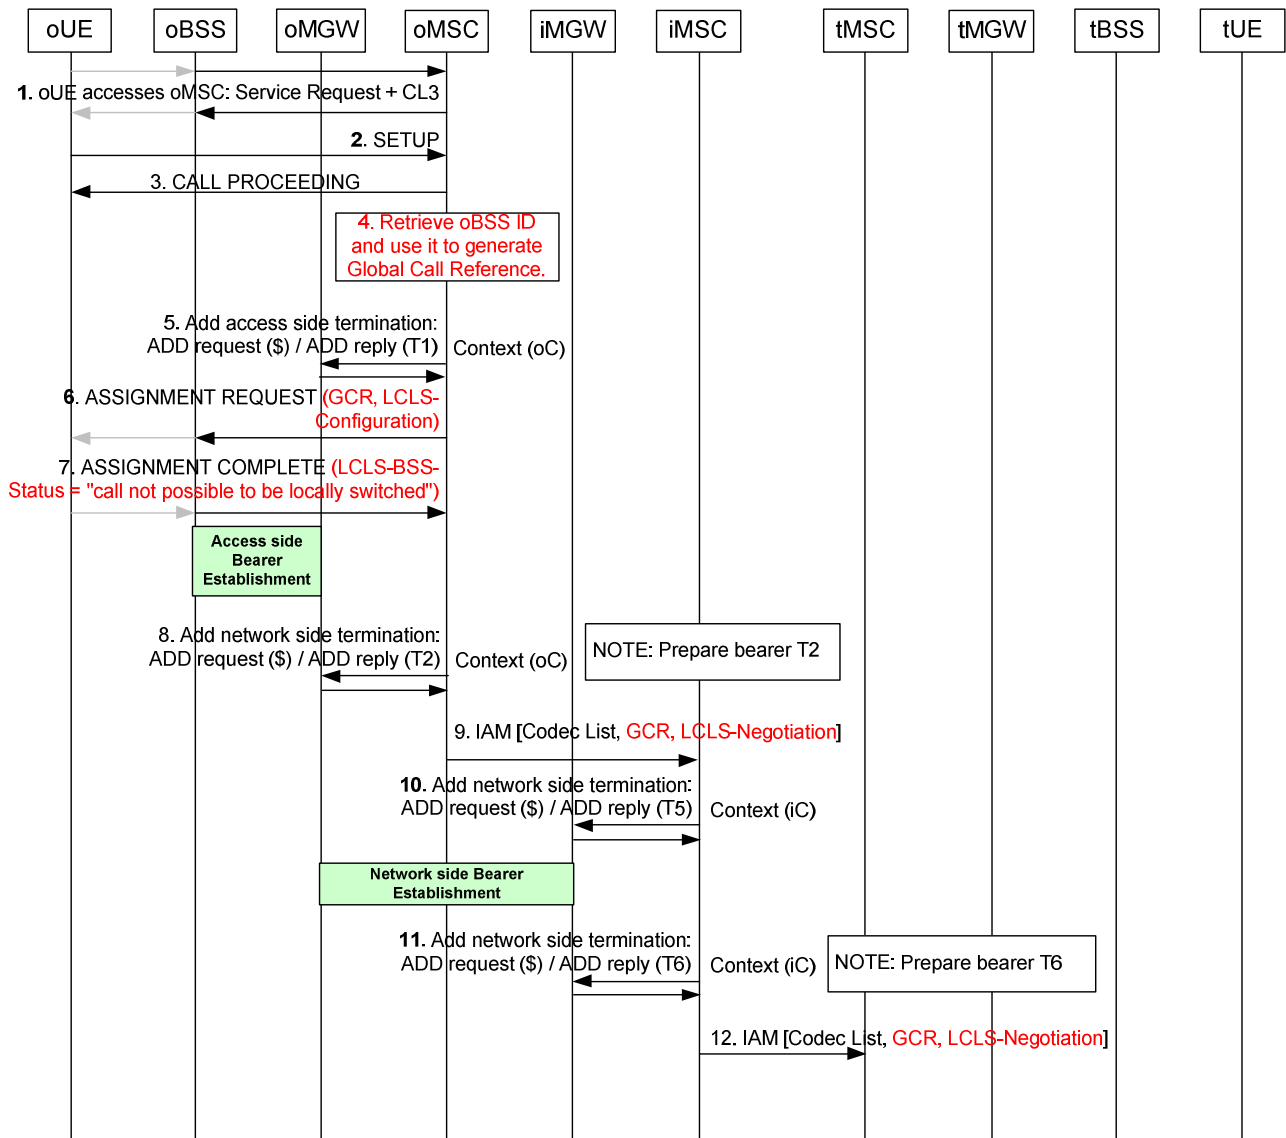 oUE oBSS oMGW oMSC iMGW iMSC tMSC tMGW tBSS tUE
1. oUE accesses oMSC: Service Request + CL3
2. SETUP
3. CALL PROCEEDING
4. Retrieve oBSS ID
and use it to generate
Global Call Reference.
5. Add access side termination:
ADD request ($) / ADD reply (T1)
Context (oC)
6. ASSIGNMENT REQUEST (GCR, LCLS-
Configuration)
7. ASSIGNMENT COMPLETE (LCLS-BSS-
Status = "call not possible to be locally switched")
Access side
Bearer
Establishment
8. Add network side termination:
ADD request ($) / ADD reply (T2)
Context (oC)
NOTE: Prepare bearer T2
9. IAM [Codec List, GCR, LCLS-Negotiation]
10. Add network side termination:
ADD request ($) / ADD reply (T5)
Context (iC)
Network side Bearer
Establishment
11. Add network side termination:
ADD request ($) / ADD reply (T6)
Context (iC)
NOTE: Prepare bearer T6
12. IAM [Codec List, GCR, LCLS-Negotiation]